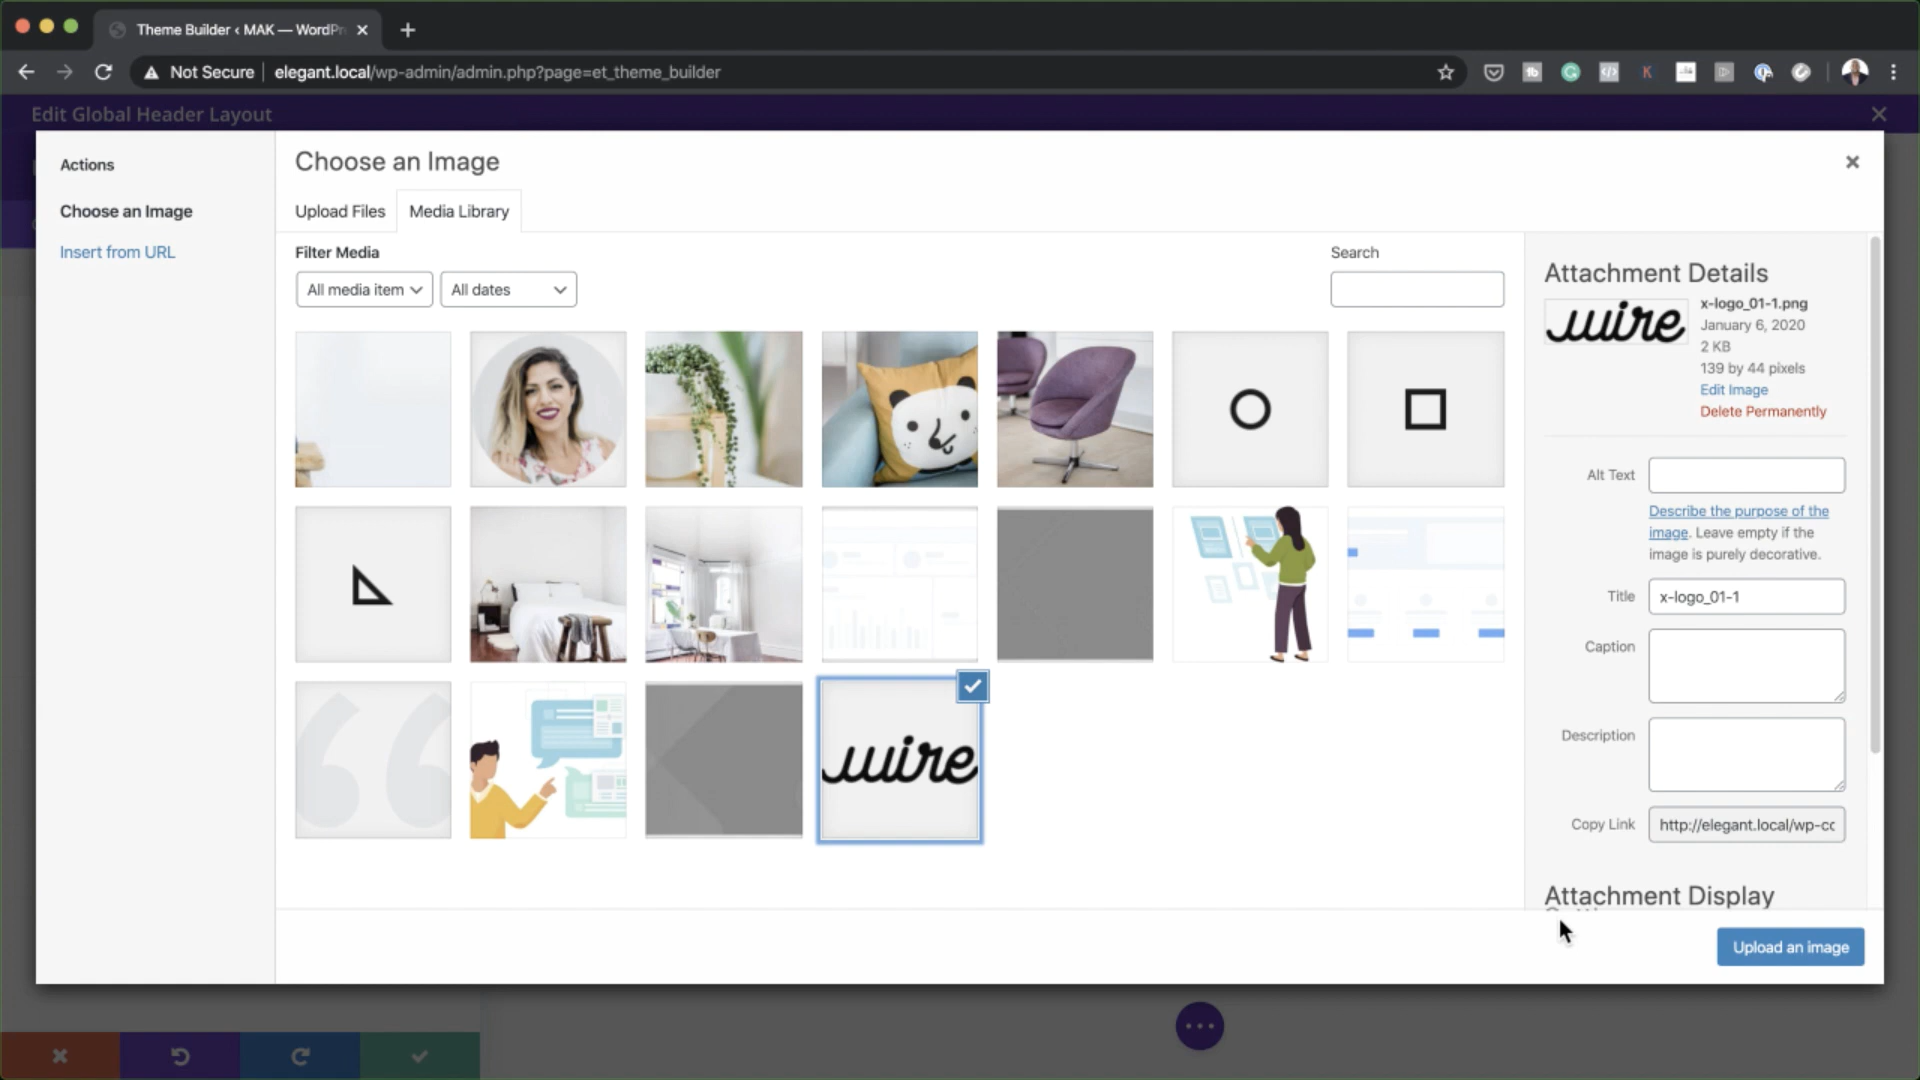 Theme Builder ‹ MAK — WordPr
Not Secure
elegant.local/wp-admin/admin.php?page=et_theme_builder
Edit Global Header Layout
Actions
Choose an Image
Insert from URL
Choose an Image
Upload Files
Media Library
Filter Media
All media item
All dates
Search
wire
Attachment Details
wire
x-logo_01-1.png
January 6, 2020
2 KB
139 by 44 pixels
Edit Image
Delete Permanently
Alt Text
Describe the purpose of the
image. Leave empty if the
image is purely decorative.
Title
x-logo_01-1
Caption
Description
Copy Link
http://elegant.local/wp-cc
Attachment Display
Upload an image